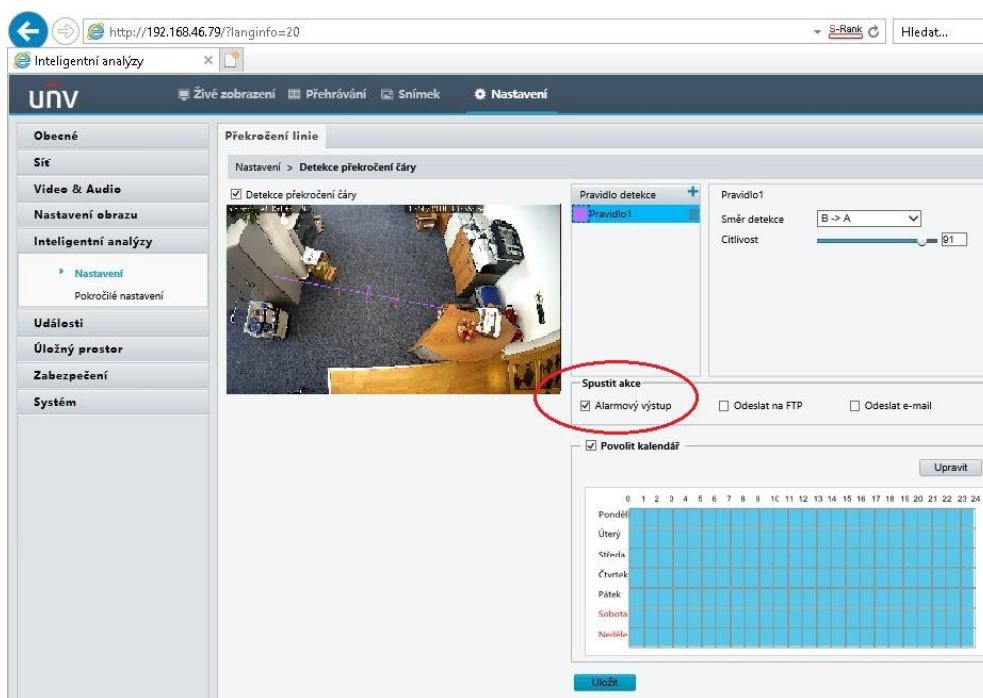 http://192.168.46.79/?langinfo=20
S-Rank
Hledat...
Inteligentní analýzy
unv
Živé zobrazení Přehrávání Snímek Nastavení
Obecné
Síť
Video & Audio
Nastavení obrazu
Inteligentní analýzy
Nastavení
Pokročilé nastavení
Události
Úložný prostor
Zabezpečení
Systém
Překročení linie
Nastavení > Detekce překročení čáry
Detekce překročení čáry
Pravidlo detekce
Pravidlo1
Pravidlo1
Směr detekce B -> A
Citlivost 91
Spustit akce
Alarmový výstup Odeslat na FTP Odeslat e-mail
Povolit kalendář
Upravit
0 1 2 3 4 5 6 7 8 9 10 11 12 13 14 15 16 17 18 19 20 21 22 23 24
Ponděl
Úterý
Středa
Čtvrtek
Pátek
Sobota
Neděle
Uložit